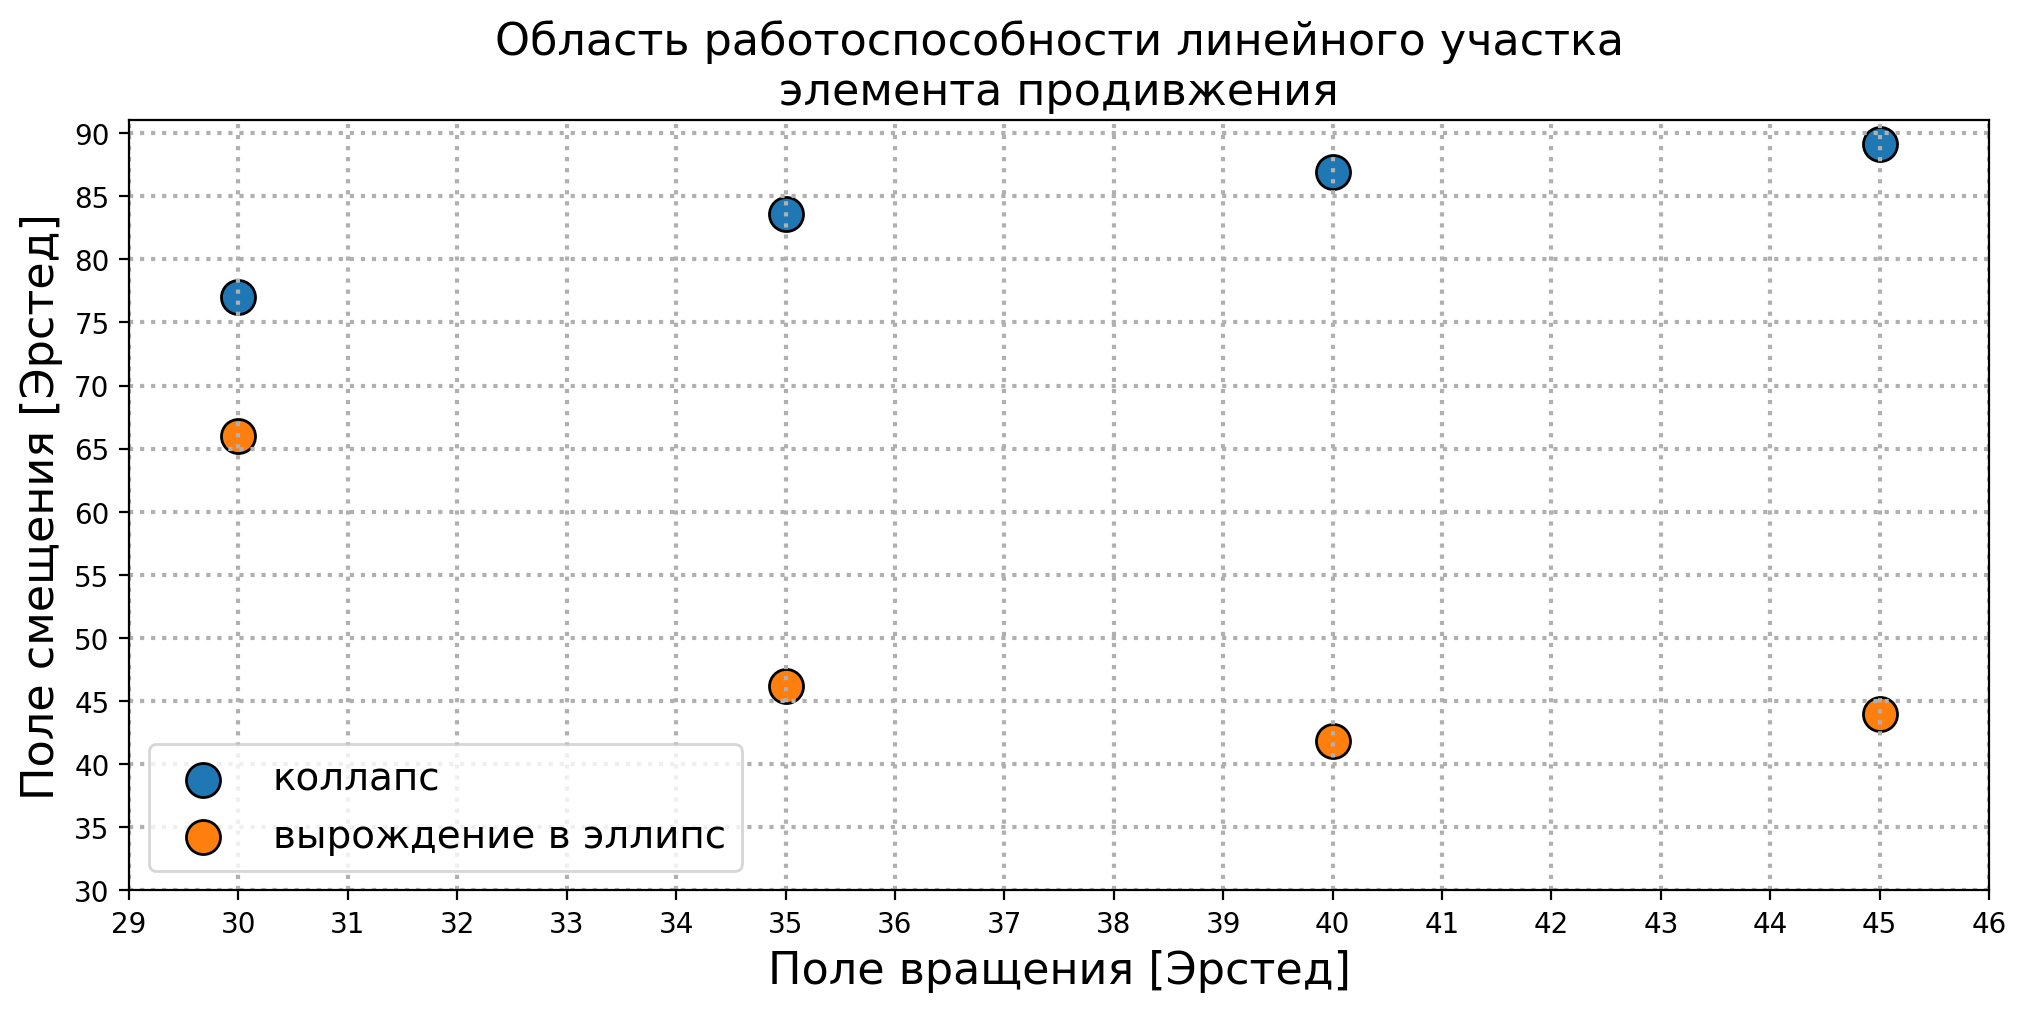 Область работоспособности линейного участка
элемента продивжения
Поле смещения [Эрстед]
90
85
80
75
70
65
60
55
50
45
40
35
30
коллапс
вырождение в эллипс
29 30 31 32 33 34 35 36 37 38 39 40 41 42 43 44 45 46
Поле вращения [Эрстед]